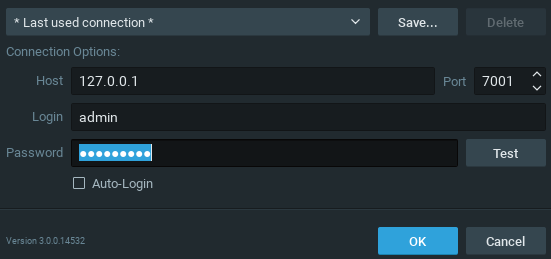 * Last used connection *
Save...
Delete
Connection Options:
Host 127.0.0.1 Port 7001
Login admin
Password ●●●●●●●●● Test
Auto-Login
Version 3.0.0.14532
OK
Cancel